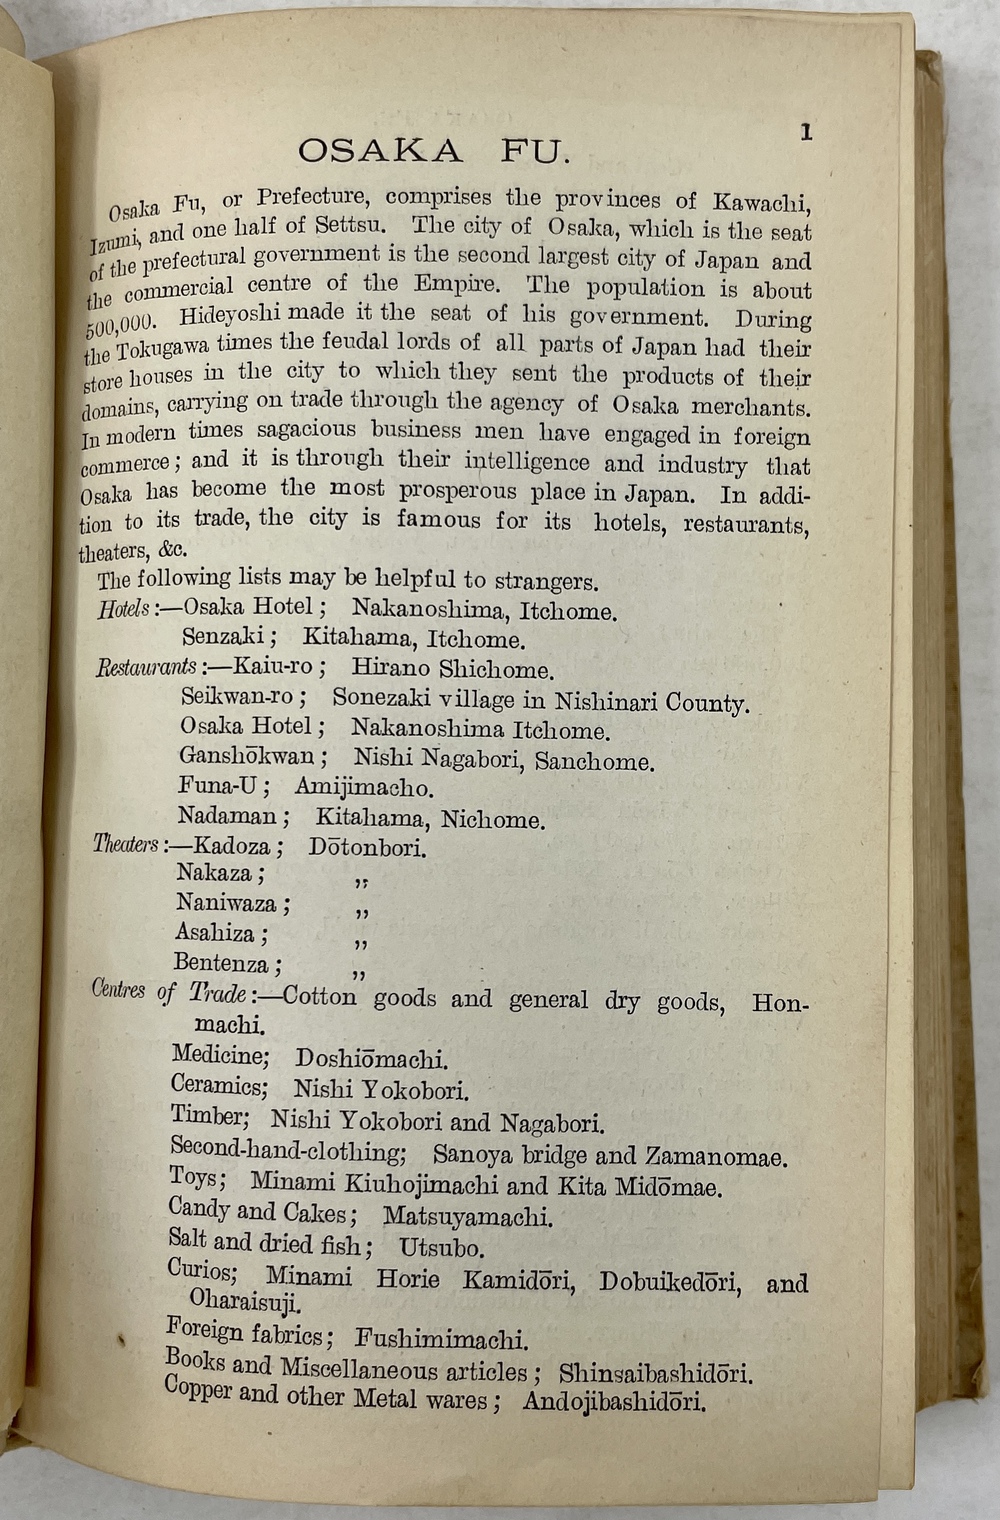 1
OSAKA FU.
Osaka Fu, or Prefecture, comprises the provinces of Kawachi,
Izumi, and one half of Settsu. The city of Osaka, which is the seat
of the prefectural government is the second largest city of Japan and
the commercial centre of the Empire. The population is about
500,000. Hideyoshi made it the seat of his government. During
the Tokugawa times the feudal lords of all parts of Japan had their
store houses in the city to which they sent the products of their
domains, carrying on trade through the agency of Osaka merchants.
In modern times sagacious business men have engaged in foreign
commerce; and it is through their intelligence and industry that
Osaka has become the most prosperous place in Japan. In addi-
tion to its trade, the city is famous for its hotels, restaurants,
theaters, &c.
The following lists may be helpful to strangers.
Hotels:—Osaka Hotel; Nakanoshima, Itchome.
Senzaki; Kitahama, Itchome.
Restaurants:—Kaiu-ro; Hirano Shichome.
Seikwan-ro; Sonezaki village in Nishinari County.
Osaka Hotel; Nakanoshima Itchome.
Ganshōkwan; Nishi Nagabori, Sanchome.
Funa-U; Amijimacho.
Nadaman; Kitahama, Nichome.
Theaters:—Kadoza; Dōtonbori.
Nakaza; ,,
Naniwaza; ,,
Asahiza; ,,
Bentenza; ,,
Centres of Trade:—Cotton goods and general dry goods, Hon-
machi.
Medicine; Doshiōmachi.
Ceramics; Nishi Yokobori.
Timber; Nishi Yokobori and Nagabori.
Second-hand-clothing; Sanoya bridge and Zamanomae.
Toys; Minami Kiuhojimachi and Kita Midōmae.
Candy and Cakes; Matsuyamachi.
Salt and dried fish; Utsubo.
Curios; Minami Horie Kamidōri, Dobuikedōri, and
Oharaisuji.
Foreign fabrics; Fushimimachi.
Books and Miscellaneous articles; Shinsaibashidōri.
Copper and other Metal wares; Andojibashidōri.